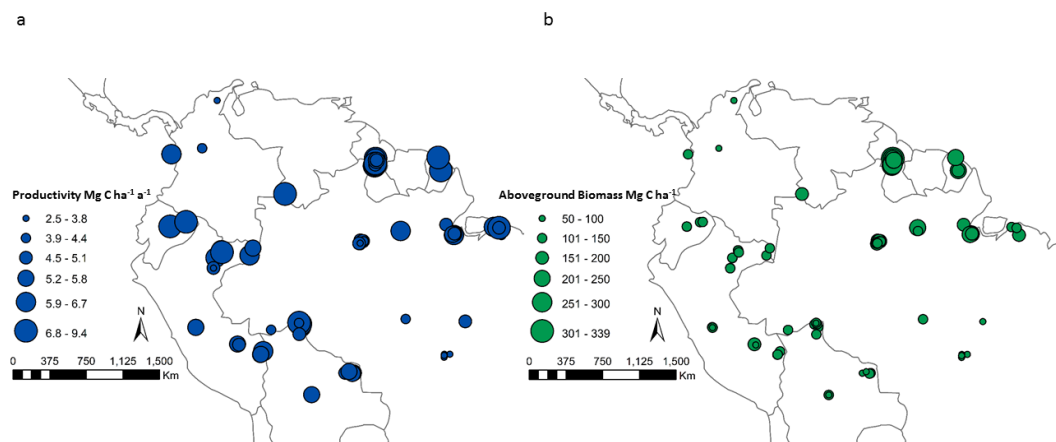 a
Productivity Mg C ha⁻¹ a⁻¹
2.5 - 3.8
3.9 - 4.4
4.5 - 5.1
5.2 - 5.8
5.9 - 6.7
6.8 - 9.4
N
0 375 750 1,125 1,500
Km
b
Aboveground Biomass Mg C ha⁻¹
50 - 100
101 - 150
151 - 200
201 - 250
251 - 300
301 - 339
N
0 375 750 1,125 1,500
Km